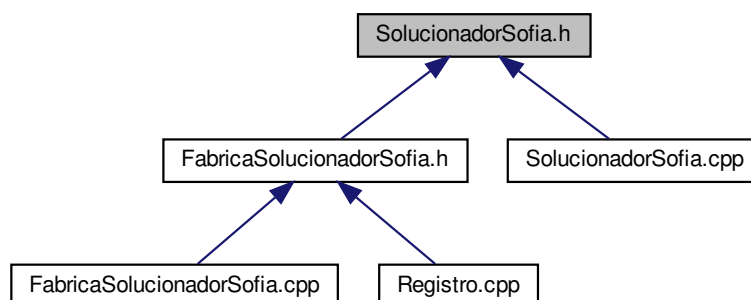 SolucionadorSofia.h
FabricaSolucionadorSofia.h
SolucionadorSofia.cpp
FabricaSolucionadorSofia.cpp
Registro.cpp